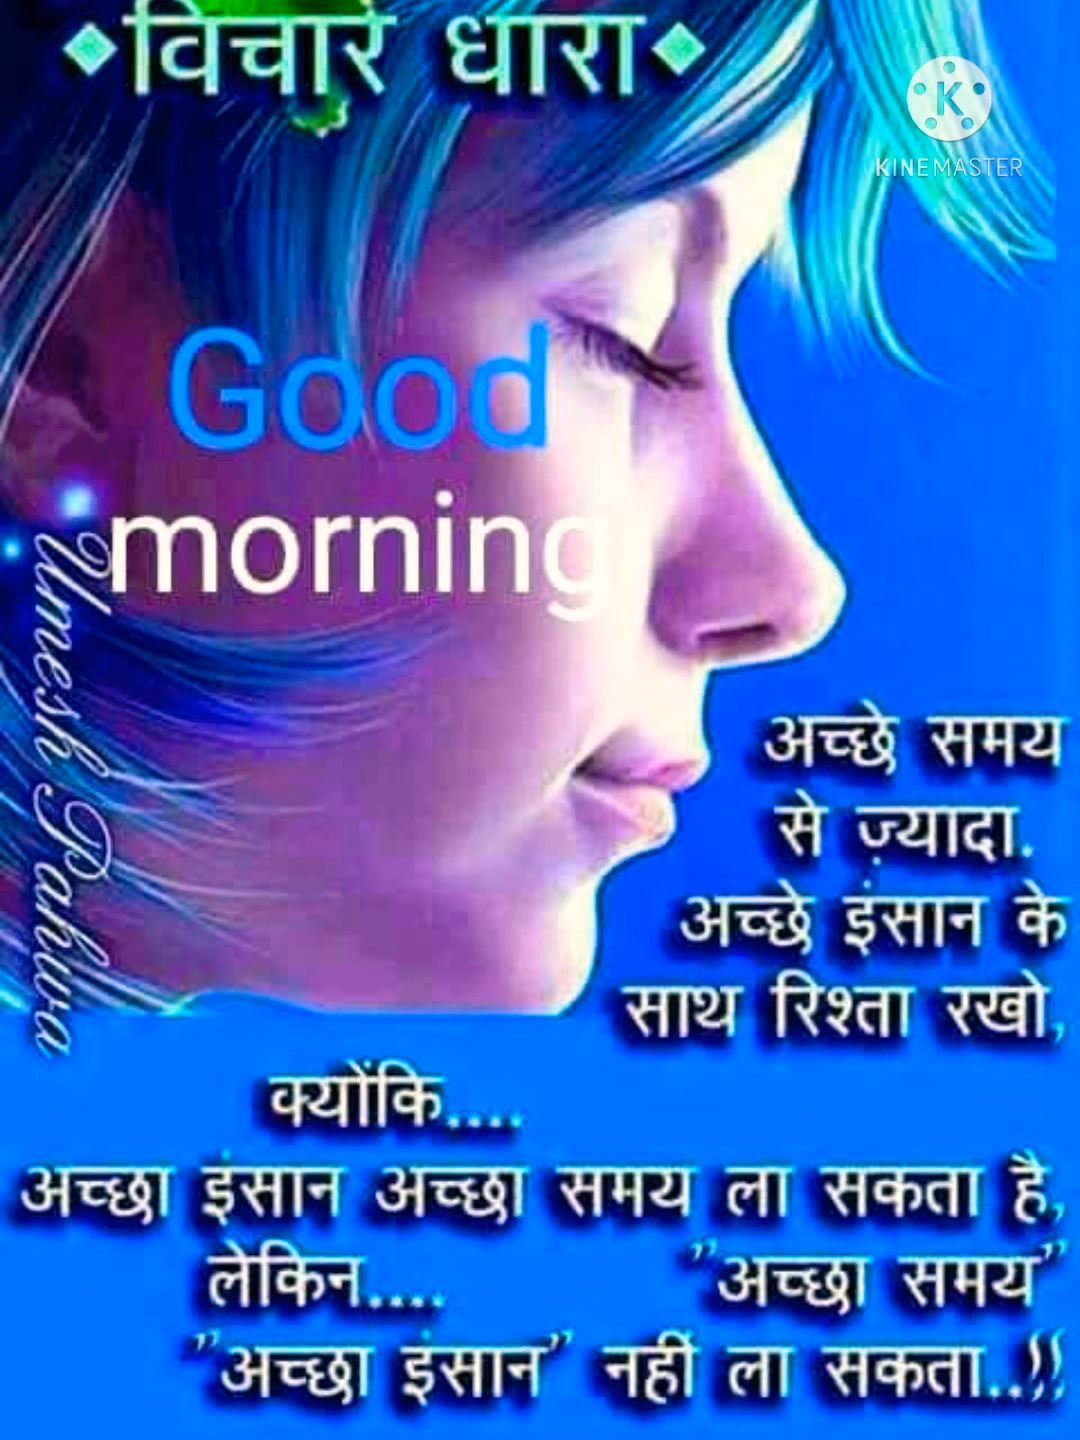 ◆विचार धारा◆
K
KINEMASTER
Good
morning
Umesh Pahwa
अच्छे समय
से ज़्यादा.
अच्छे इंसान के
साथ रिश्ता रखो,
क्योंकि....
अच्छा इंसान अच्छा समय ला सकता है,
लेकिन.... "अच्छा समय"
"अच्छा इंसान" नहीं ला सकता..!!